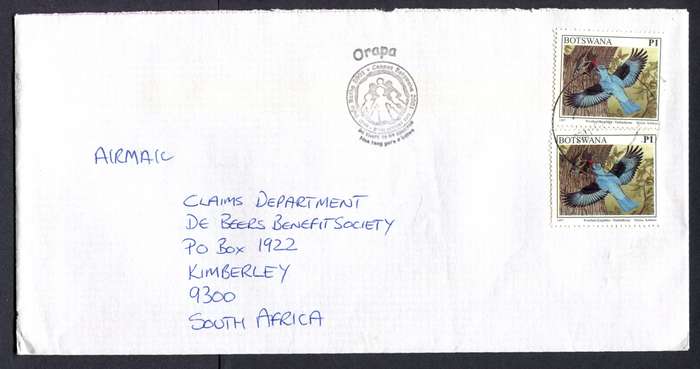 Orapa
BOTSWANA P1
BOTSWANA P1
AIRMAIL
CLAIMS DEPARTMENT
DE BEERS BENEFIT SOCIETY
PO BOX 1922
KIMBERLEY
9300
SOUTH AFRICA